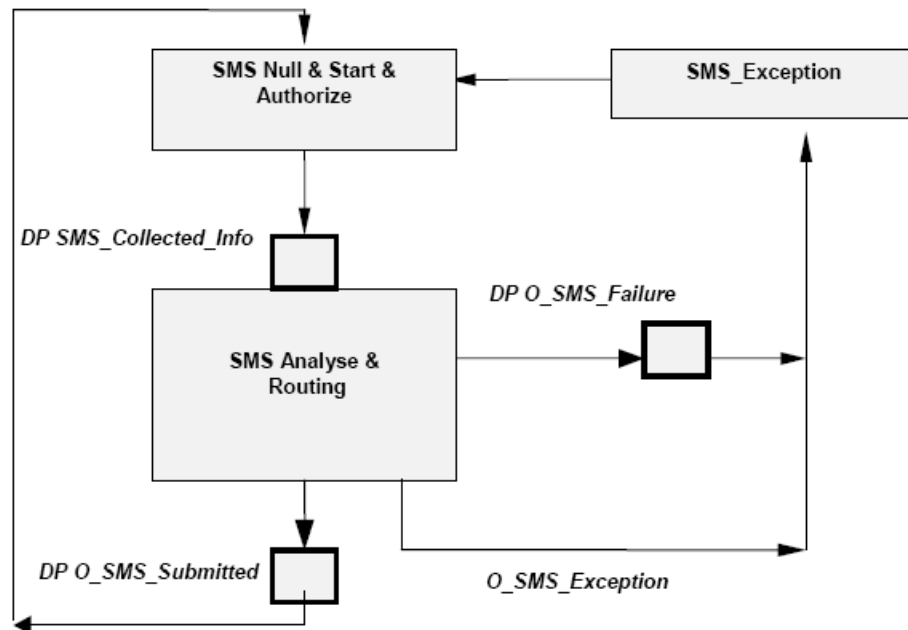 SMS Null & Start &
Authorize
SMS_Exception
DP SMS_Collected_Info
DP O_SMS_Failure
SMS Analyse &
Routing
DP O_SMS_Submitted
O_SMS_Exception